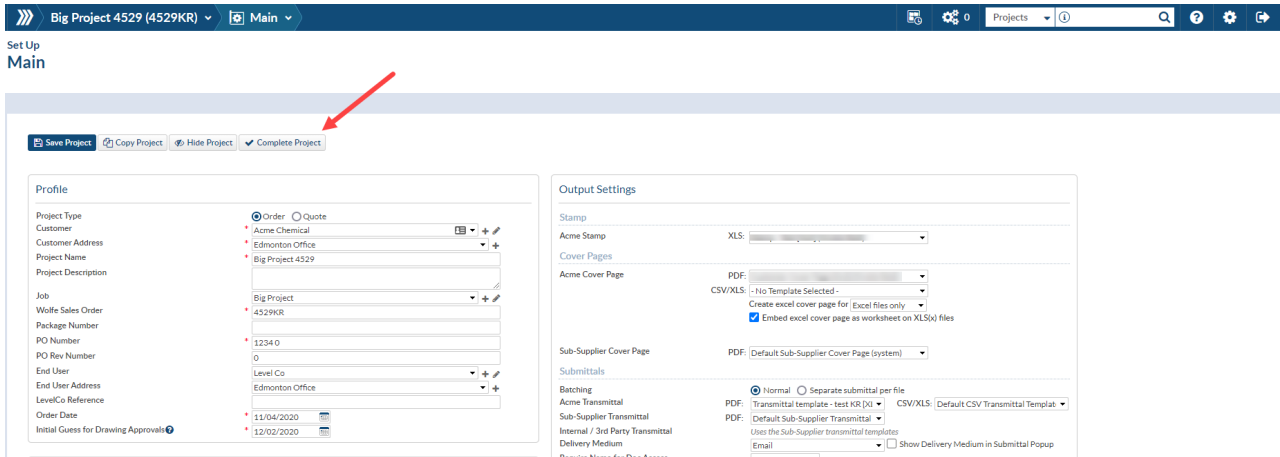 Big Project 4529 (4529KR) Main 0 Projects
Set Up
Main
Save Project Copy Project Hide Project Complete Project
Profile
Project Type Order Quote
Customer * Acme Chemical
Customer Address * Edmonton Office
Project Name * Big Project 4529
Project Description
Job Big Project
Wolfe Sales Order * 4529KR
Package Number
PO Number * 1234 0
PO Rev Number 0
End User Level Co
End User Address Edmonton Office
LevelCo Reference
Order Date * 11/04/2020
Initial Guess for Drawing Approvals * 12/02/2020
Output Settings
Stamp
Acme Stamp XLS:
Cover Pages
Acme Cover Page PDF:
CSV/XLS: - No Template Selected -
Create excel cover page for Excel files only
Embed excel cover page as worksheet on XLS(x) files
Sub-Supplier Cover Page PDF: Default Sub-Supplier Cover Page (system)
Submittals
Batching Normal Separate submittal per file
Acme Transmittal PDF: Transmittal template - test KR [XL CSV/XLS: Default CSV Transmittal Templat
Sub-Supplier Transmittal PDF: Default Sub-Supplier Transmittal
Internal / 3rd Party Transmittal Uses the Sub-Supplier transmittal templates
Delivery Medium Email Show Delivery Medium in Submittal Popup
Require Name for Doc Access